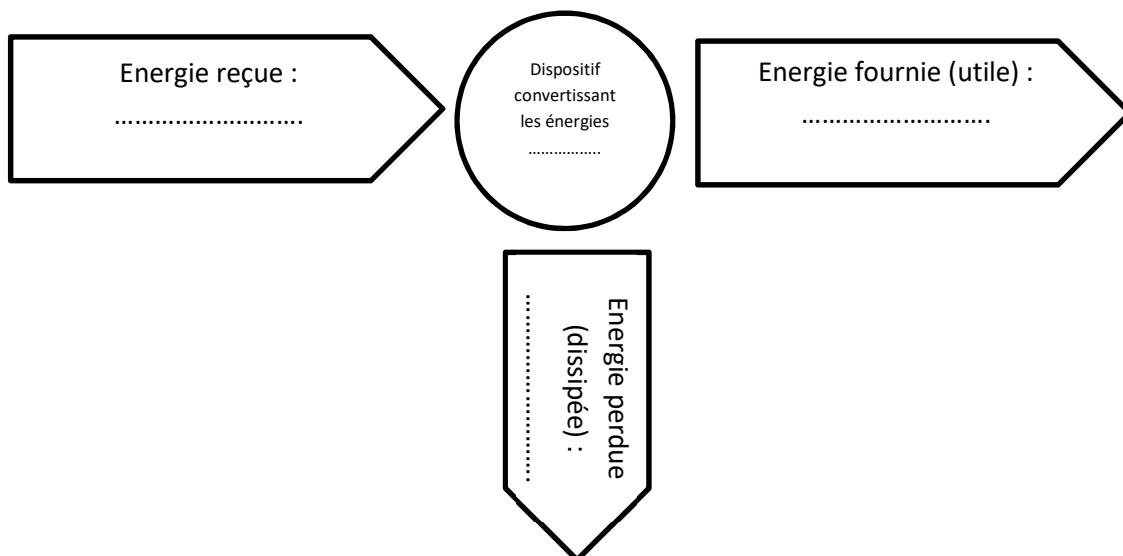 Energie reçue :
……………………….
Dispositif
convertissant
les énergies
……………..
Energie fournie (utile) :
……………………….
Energie perdue
(dissipée) :
……………………….